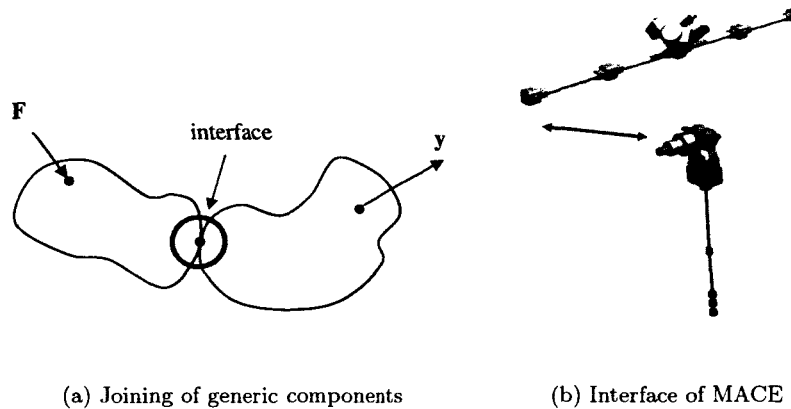 F
interface
y
(a) Joining of generic components
(b) Interface of MACE